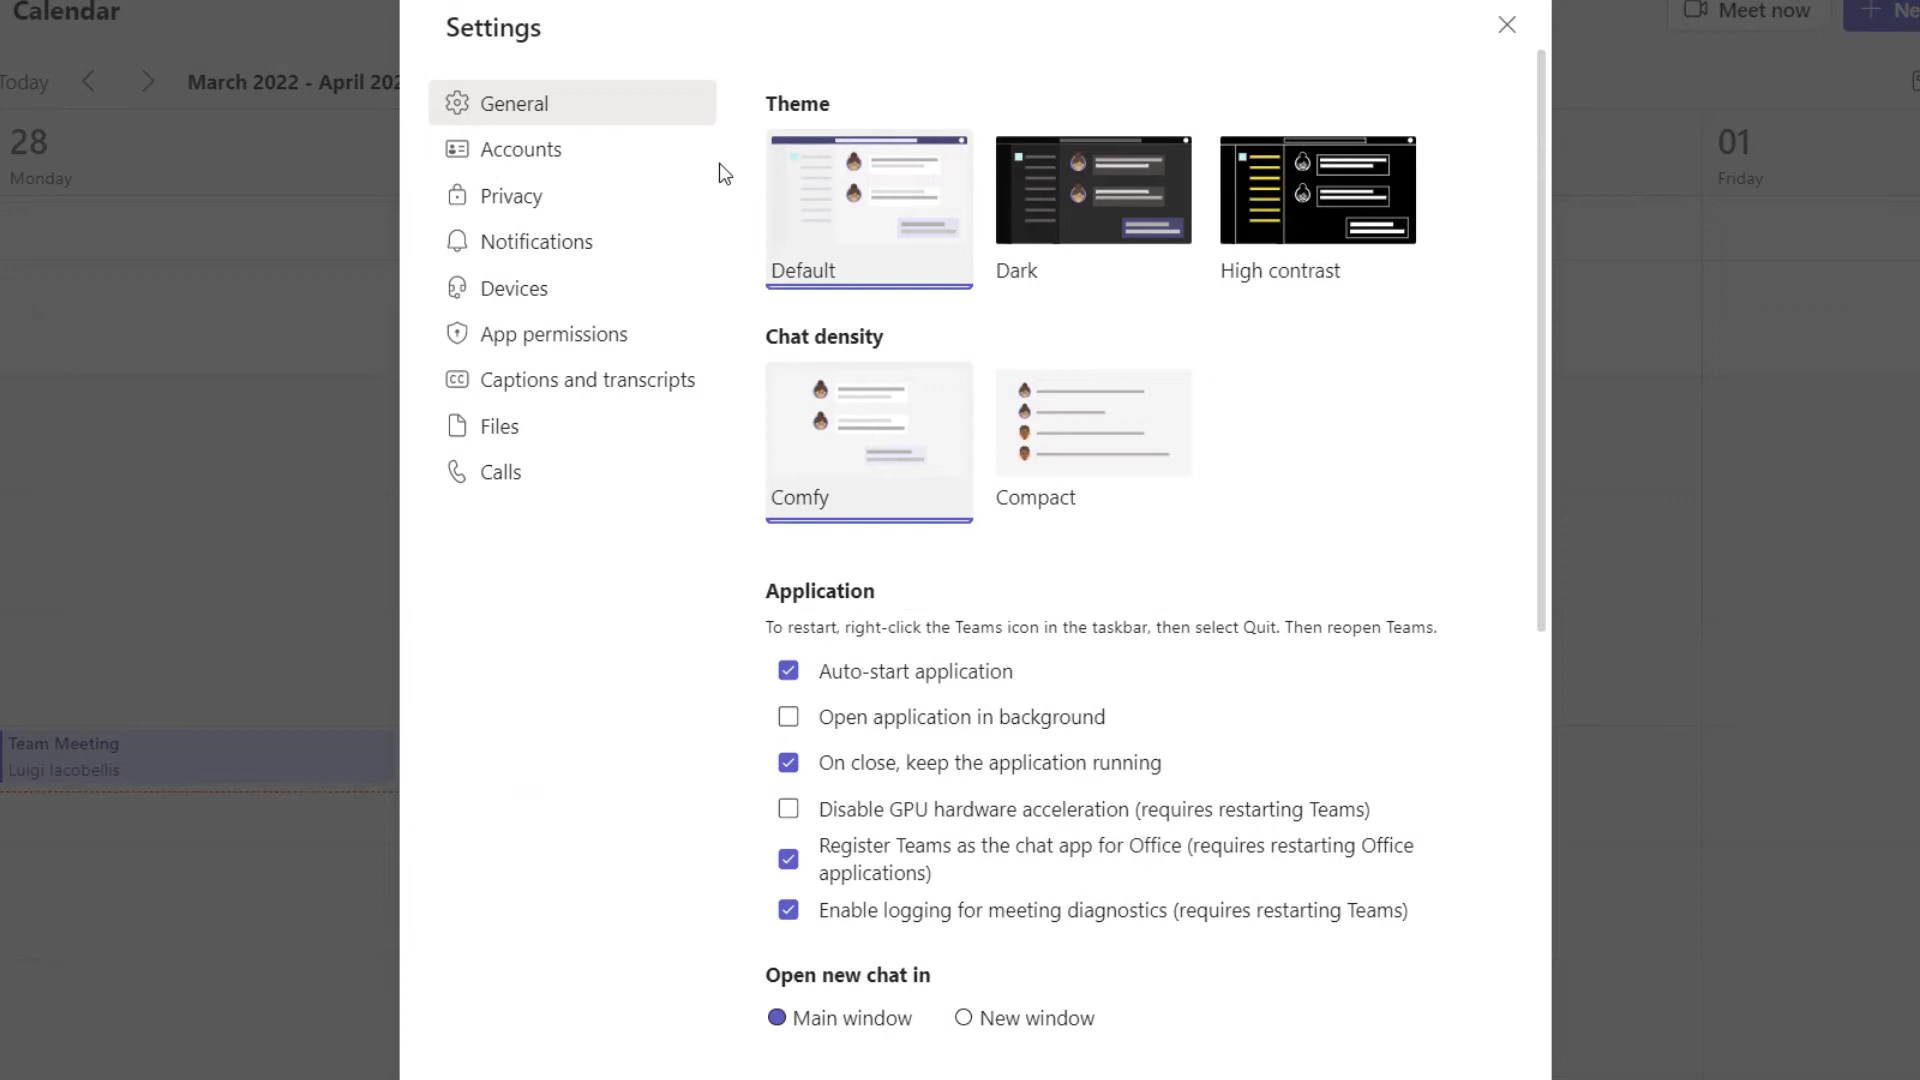 Calendar
Meet now
Settings
Today
March 2022 - April 202
General
Theme
28
Monday
01
Friday
Accounts
Privacy
Notifications
Default
Dark
High contrast
Devices
App permissions
Chat density
Captions and transcripts
Files
Calls
Comfy
Compact
Application
To restart, right-click the Teams icon in the taskbar, then select Quit. Then reopen Teams.
Auto-start application
Open application in background
Team Meeting
Luigi Iacobellis
On close, keep the application running
Disable GPU hardware acceleration (requires restarting Teams)
Register Teams as the chat app for Office (requires restarting Office
applications)
Enable logging for meeting diagnostics (requires restarting Teams)
Open new chat in
Main window
New window